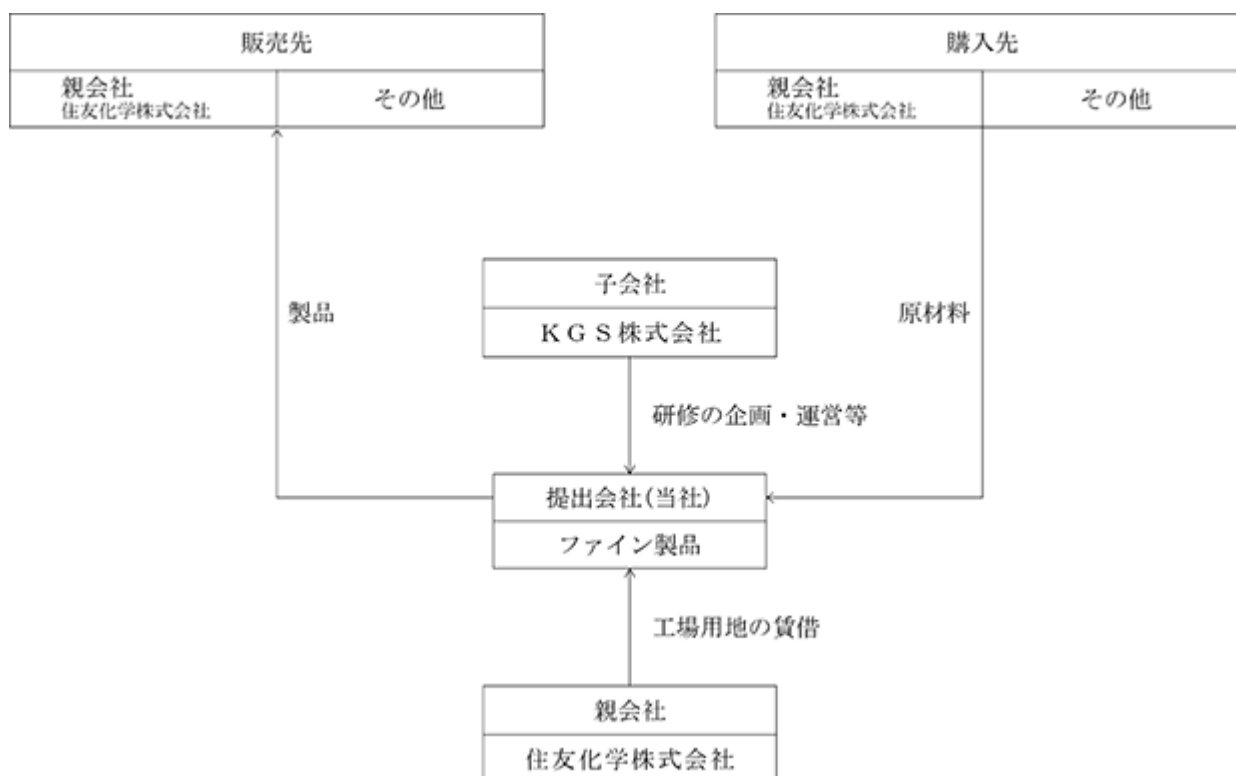 販売先
親会社
住友化学株式会社
その他
購入先
親会社
住友化学株式会社
その他
子会社
KGS株式会社
製品
原材料
研修の企画・運営等
提出会社(当社)
ファイン製品
工場用地の賃借
親会社
住友化学株式会社